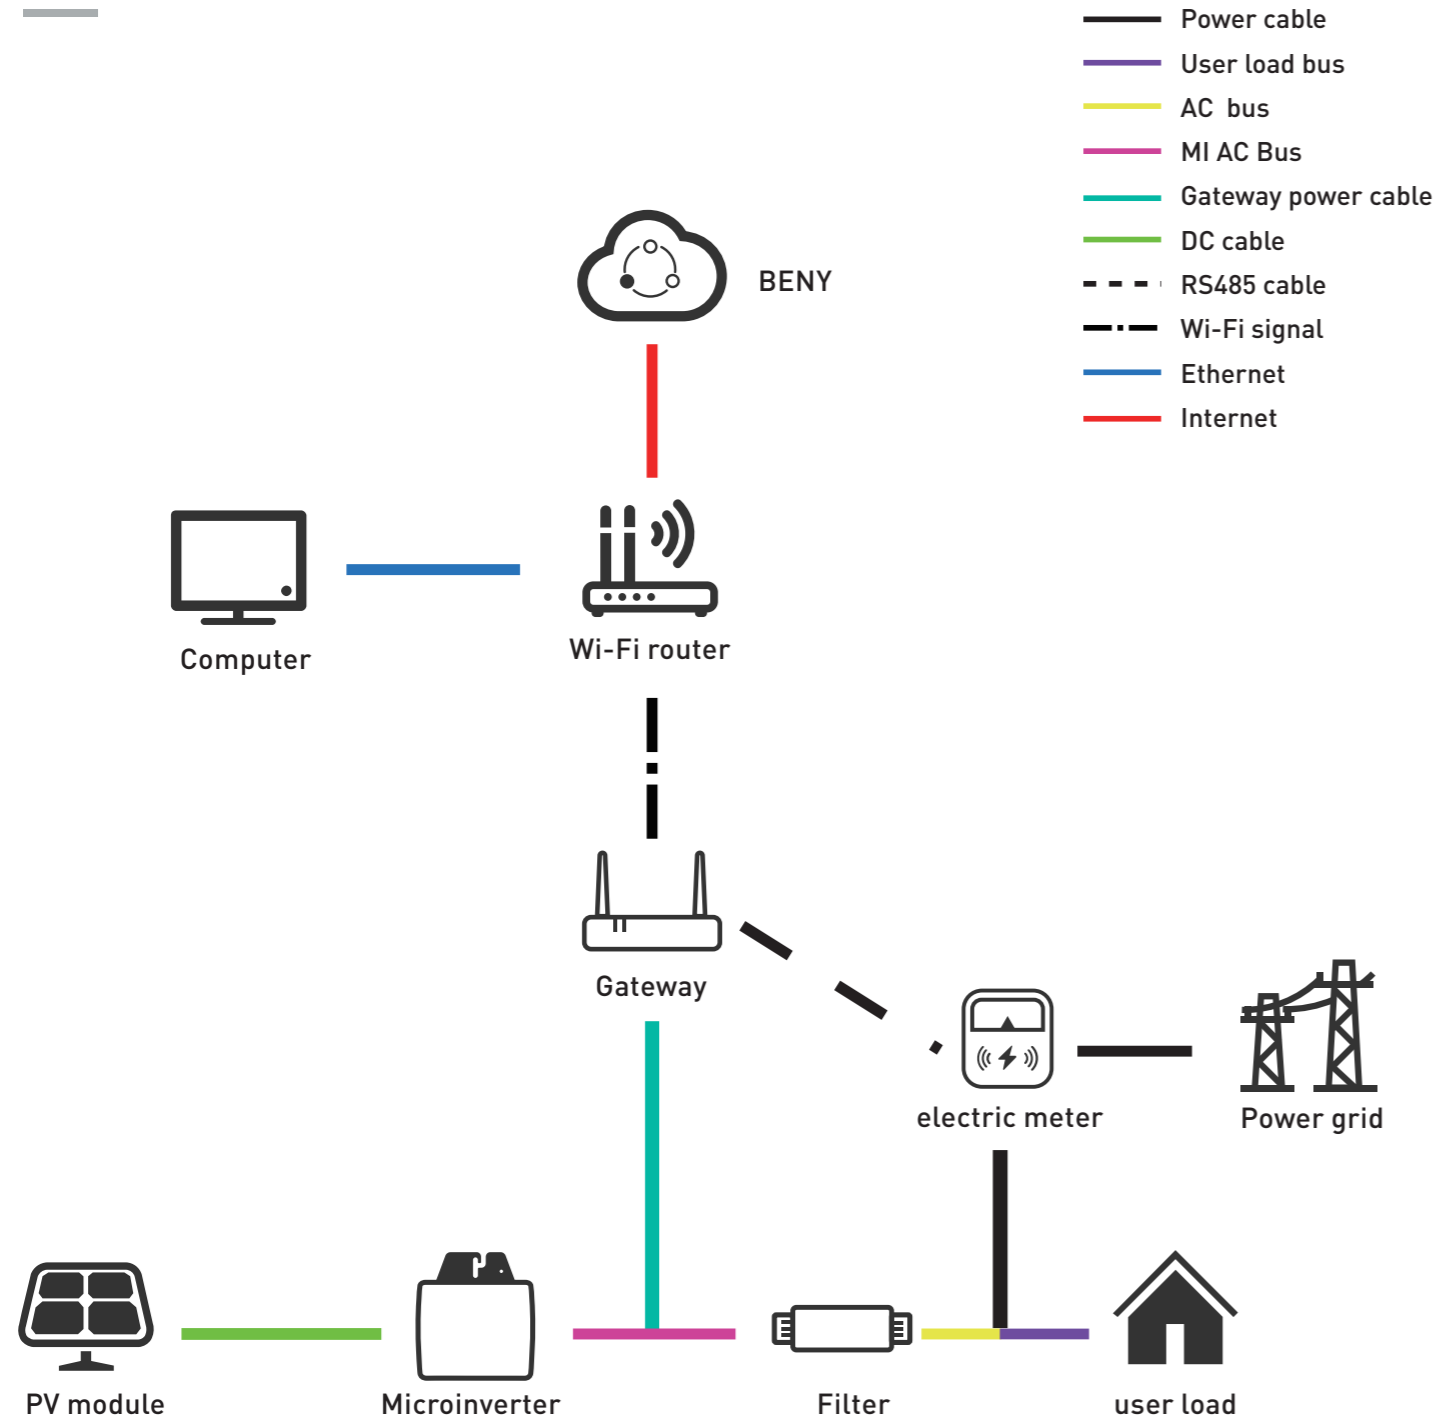 Power cable
User load bus
AC bus
MI AC Bus
Gateway power cable
DC cable
RS485 cable
Wi-Fi signal
Ethernet
Internet
BENY
Computer
Wi-Fi router
Gateway
electric meter
Power grid
PV module
Microinverter
Filter
user load